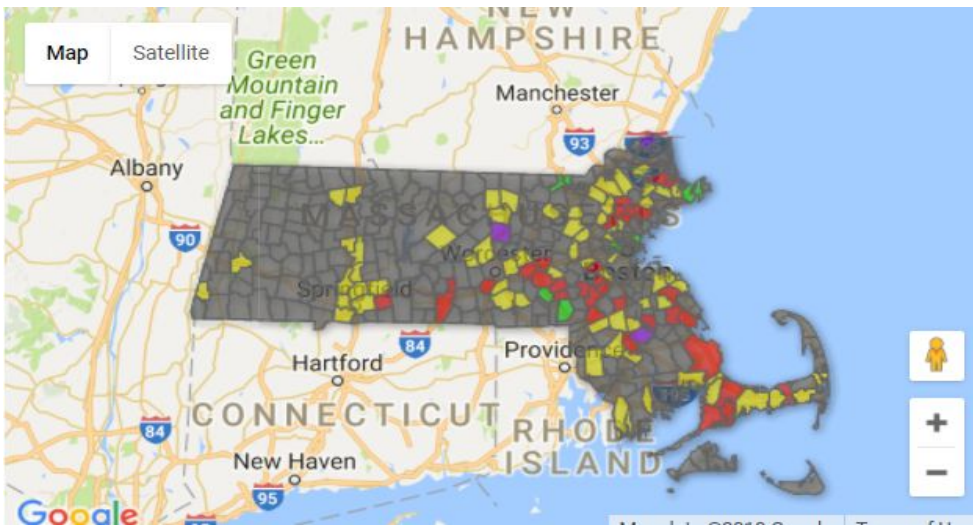 NEW
HAMPSHIRE
Map
Satellite
Green
Mountain
and Finger
Lakes...
Manchester
93
Albany
90
MASSACHUSETTS
Worcester
Boston
Springfield
84
Hartford
Providence
CONNECTICUT
84
RHODE
ISLAND
New Haven
95
Google
+
−